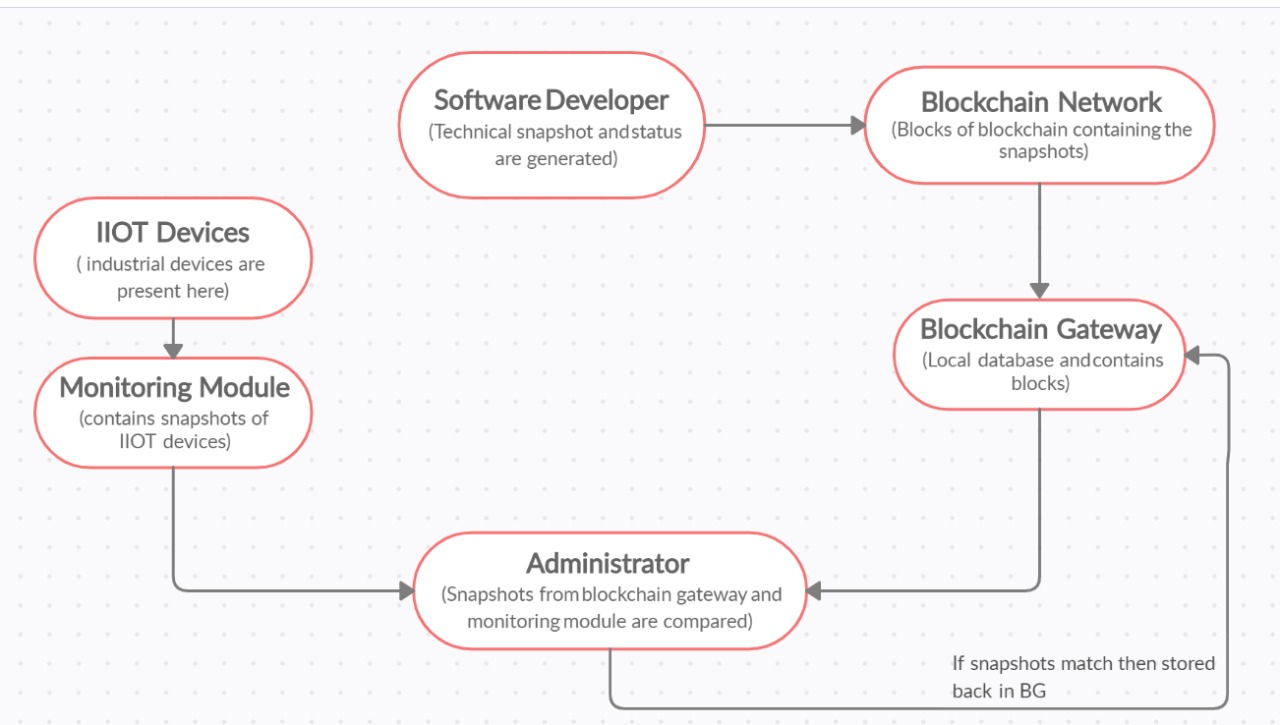 Software Developer
(Technical snapshot and status
are generated)
Blockchain Network
(Blocks of blockchain containing the
snapshots)
IIOT Devices
( industrial devices are
present here)
Monitoring Module
(contains snapshots of
IIOT devices)
Blockchain Gateway
(Local database and contains
blocks)
Administrator
(Snapshots from blockchain gateway and
monitoring module are compared)
If snapshots match then stored
back in BG